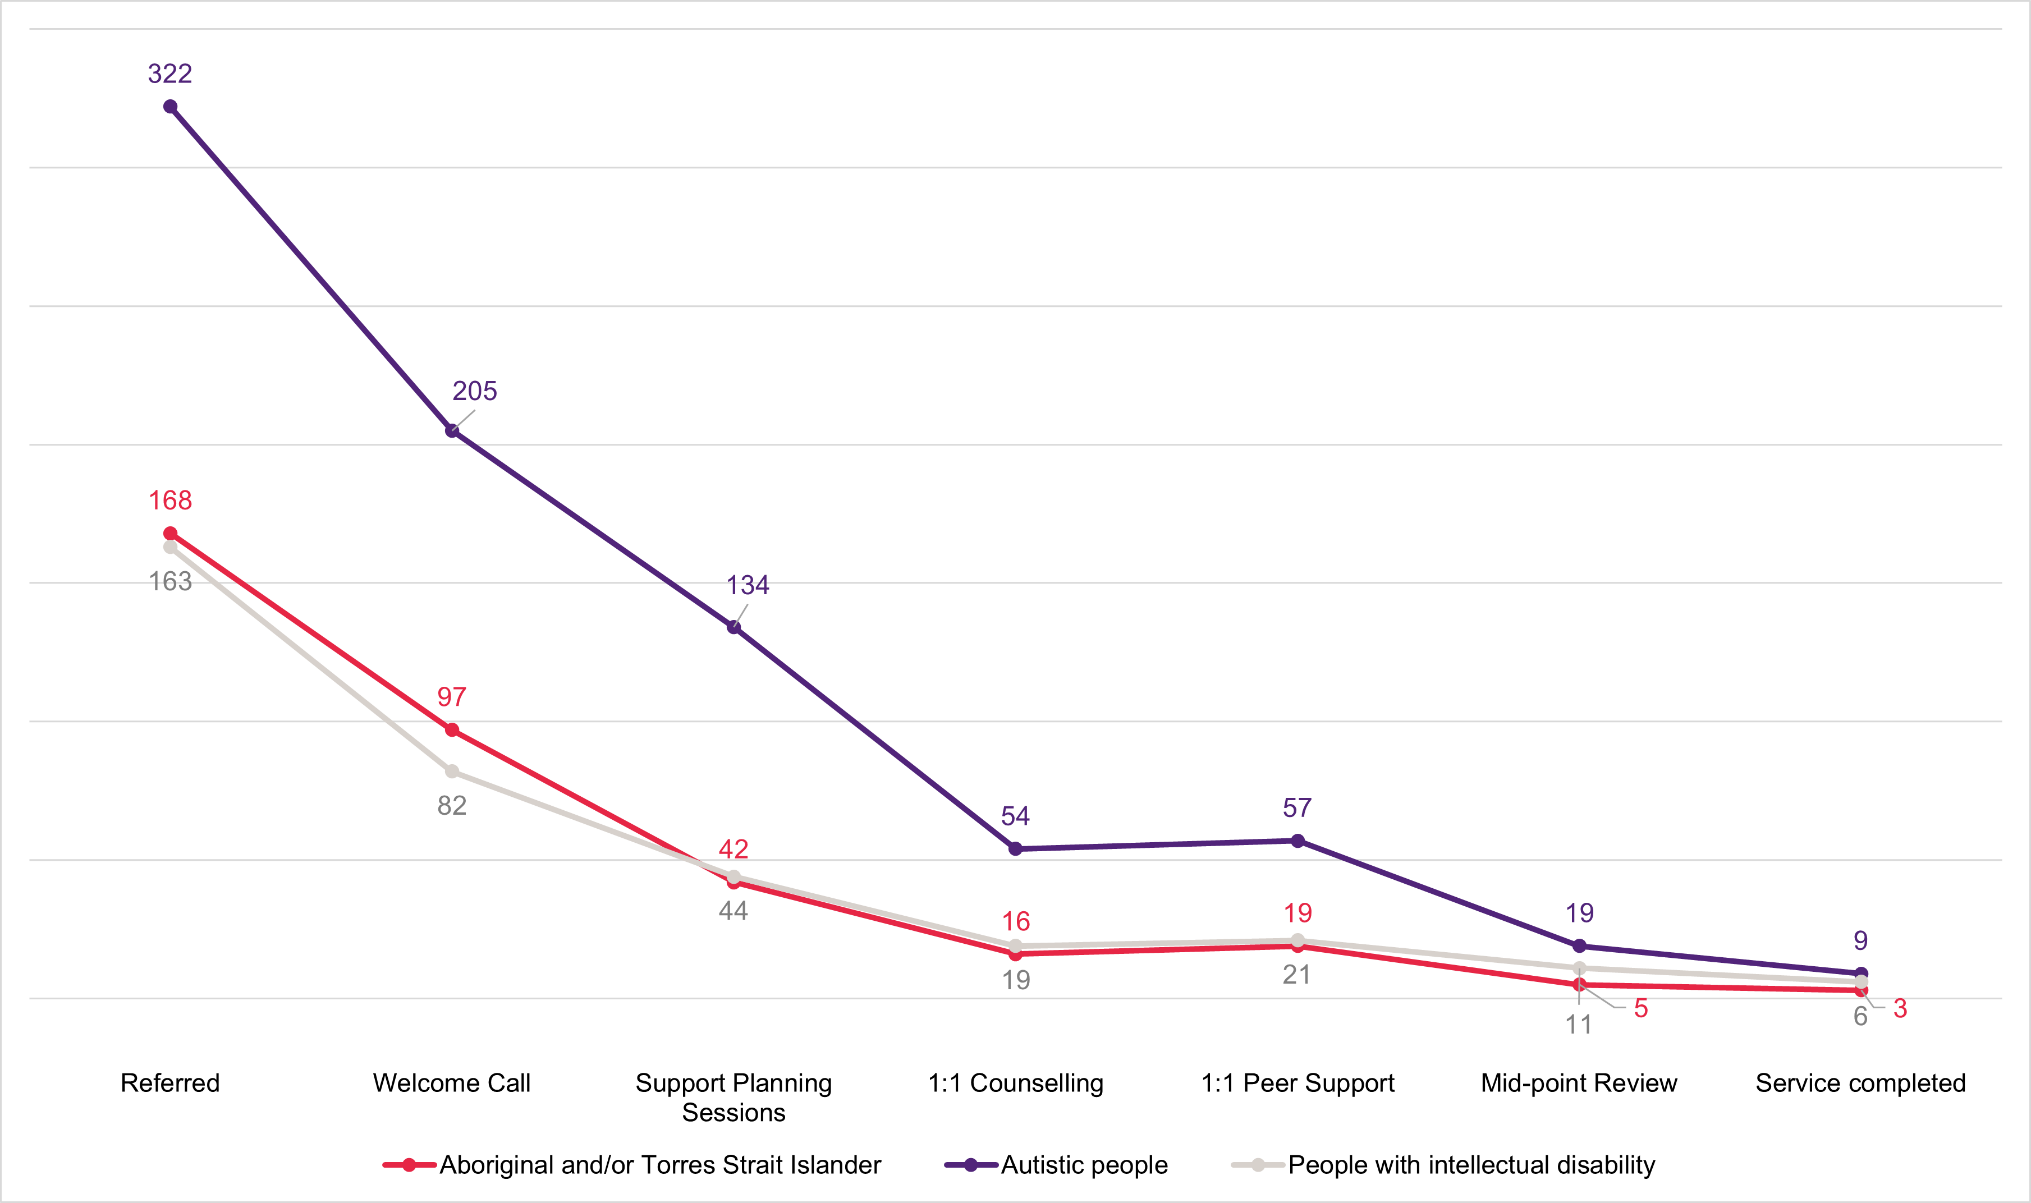 322
205
168
163
134
97
82
42
44
54
57
16
19
19
21
19
9
5
11
3
6
Referred
Welcome Call
Support Planning
Sessions
1:1 Counselling
1:1 Peer Support
Mid-point Review
Service completed
Aboriginal and/or Torres Strait Islander
Autistic people
People with intellectual disability